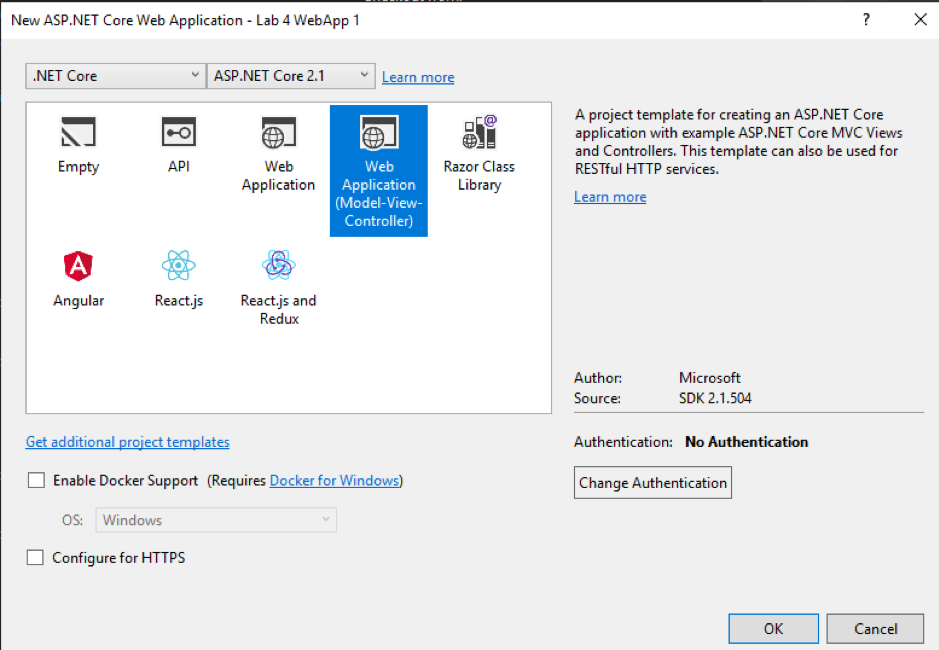 New ASP.NET Core Web Application - Lab 4 WebApp 1
?
.NET Core
ASP.NET Core 2.1
Learn more
Empty
API
Web
Application
Web
Application
(Model-View-
Controller)
Razor Class
Library
Angular
React.js
React.js and
Redux
A project template for creating an ASP.NET Core
application with example ASP.NET Core MVC Views
and Controllers. This template can also be used for
RESTful HTTP services.
Learn more
Author: Microsoft
Source: SDK 2.1.504
Get additional project templates
Authentication: No Authentication
Change Authentication
Enable Docker Support (Requires Docker for Windows)
OS: Windows
Configure for HTTPS
OK
Cancel